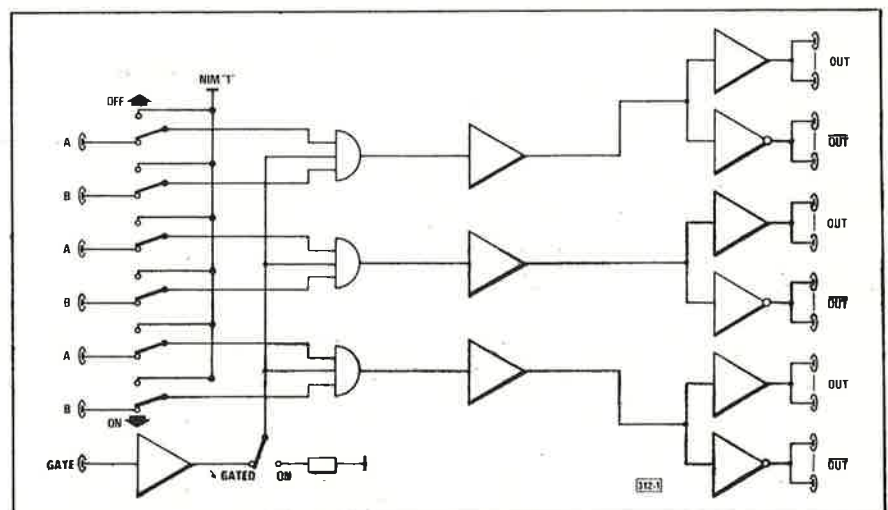 NIM "1"
OFF
A
B
A
B
A
B
ON
GATE
GATED
ON
OUT
OUT
OUT
OUT
OUT
OUT
312-1